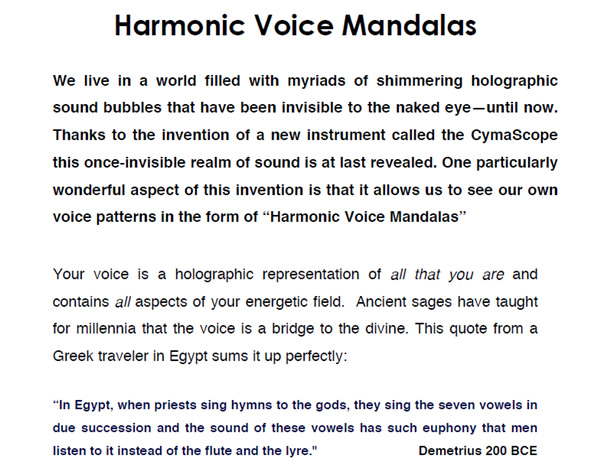 Harmonic Voice Mandalas
We live in a world filled with myriads of shimmering holographic
sound bubbles that have been invisible to the naked eye—until now.
Thanks to the invention of a new instrument called the CymaScope
this once-invisible realm of sound is at last revealed. One particularly
wonderful aspect of this invention is that it allows us to see our own
voice patterns in the form of “Harmonic Voice Mandalas”
Your voice is a holographic representation of all that you are and
contains all aspects of your energetic field. Ancient sages have taught
for millennia that the voice is a bridge to the divine. This quote from a
Greek traveler in Egypt sums it up perfectly:
“In Egypt, when priests sing hymns to the gods, they sing the seven vowels in
due succession and the sound of these vowels has such euphony that men
listen to it instead of the flute and the lyre." Demetrius 200 BCE